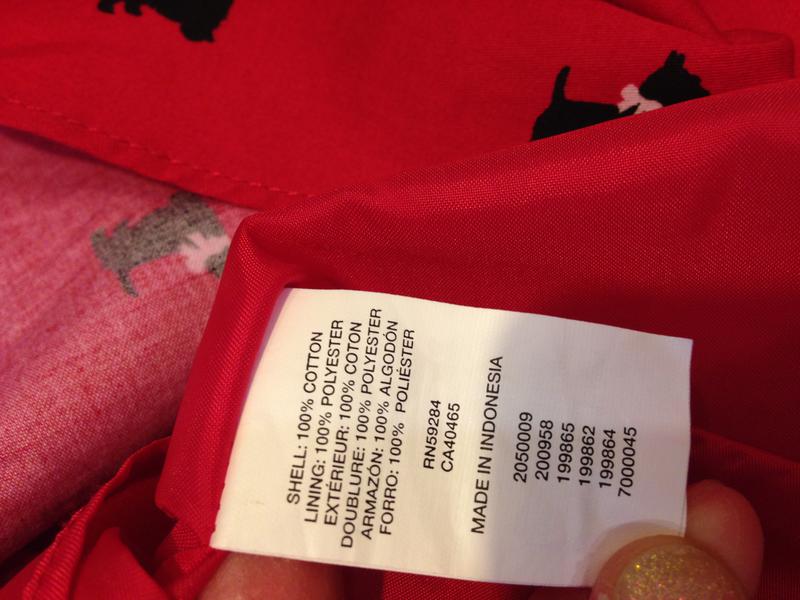 SHELL: 100% COTTON
LINING: 100% POLYESTER
EXTÉRIEUR: 100% COTON
DOUBLURE: 100% POLYESTER
ARMAZÓN: 100% ALGODÓN
FORRO: 100% POLIÉSTER
RN59284
CA40465
MADE IN INDONESIA
2050009
200958
199865
199862
199864
7000045